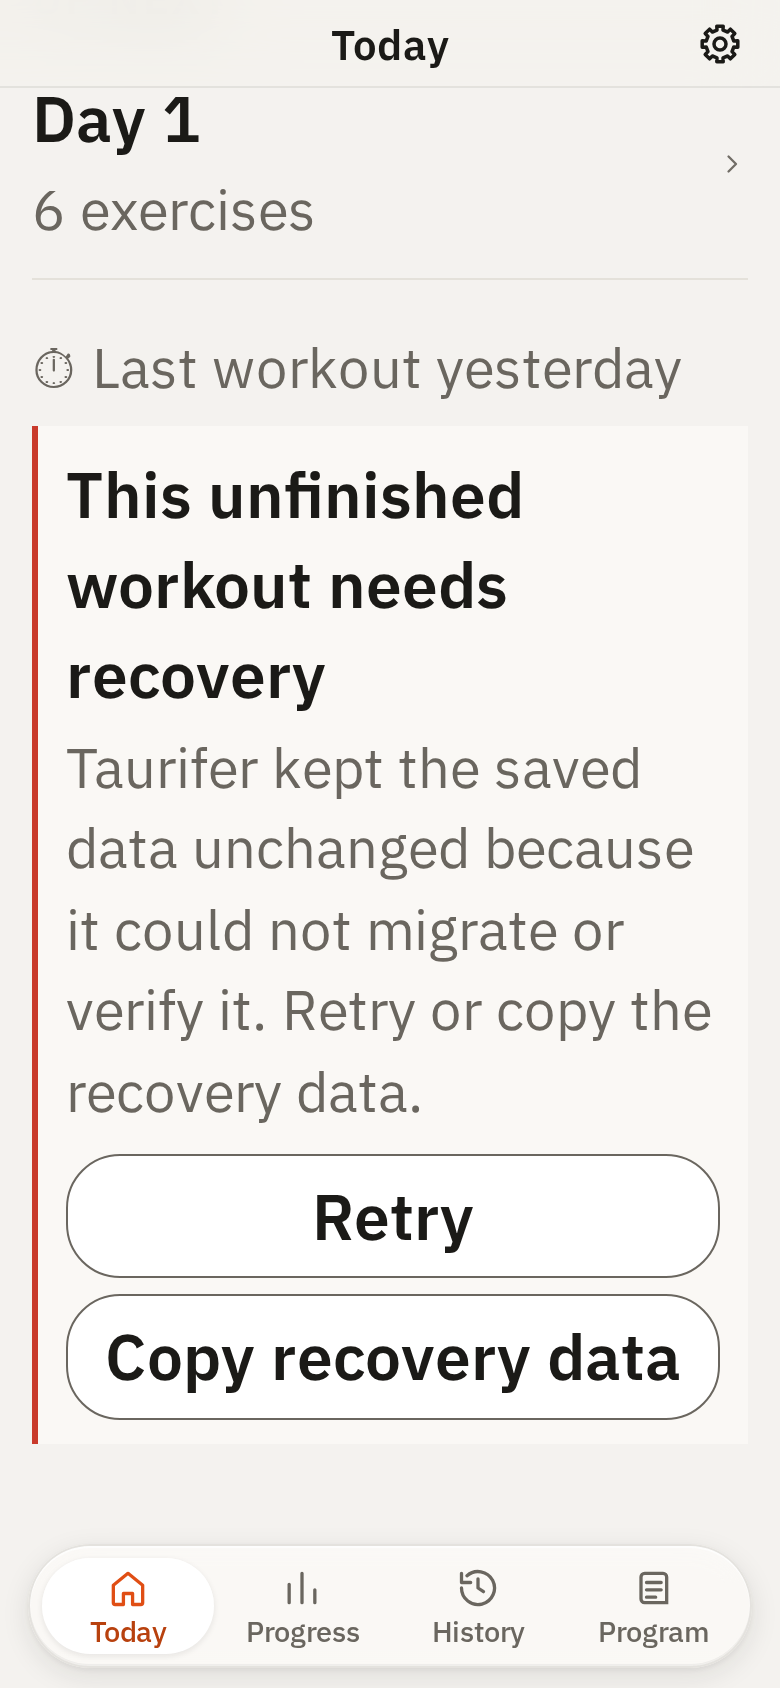 Today
Day 1
6 exercises
Last workout yesterday
This unfinished
workout needs
recovery
Taurifer kept the saved
data unchanged because
it could not migrate or
verify it. Retry or copy the
recovery data.
Retry
Copy recovery data
Today
Progress
History
Program